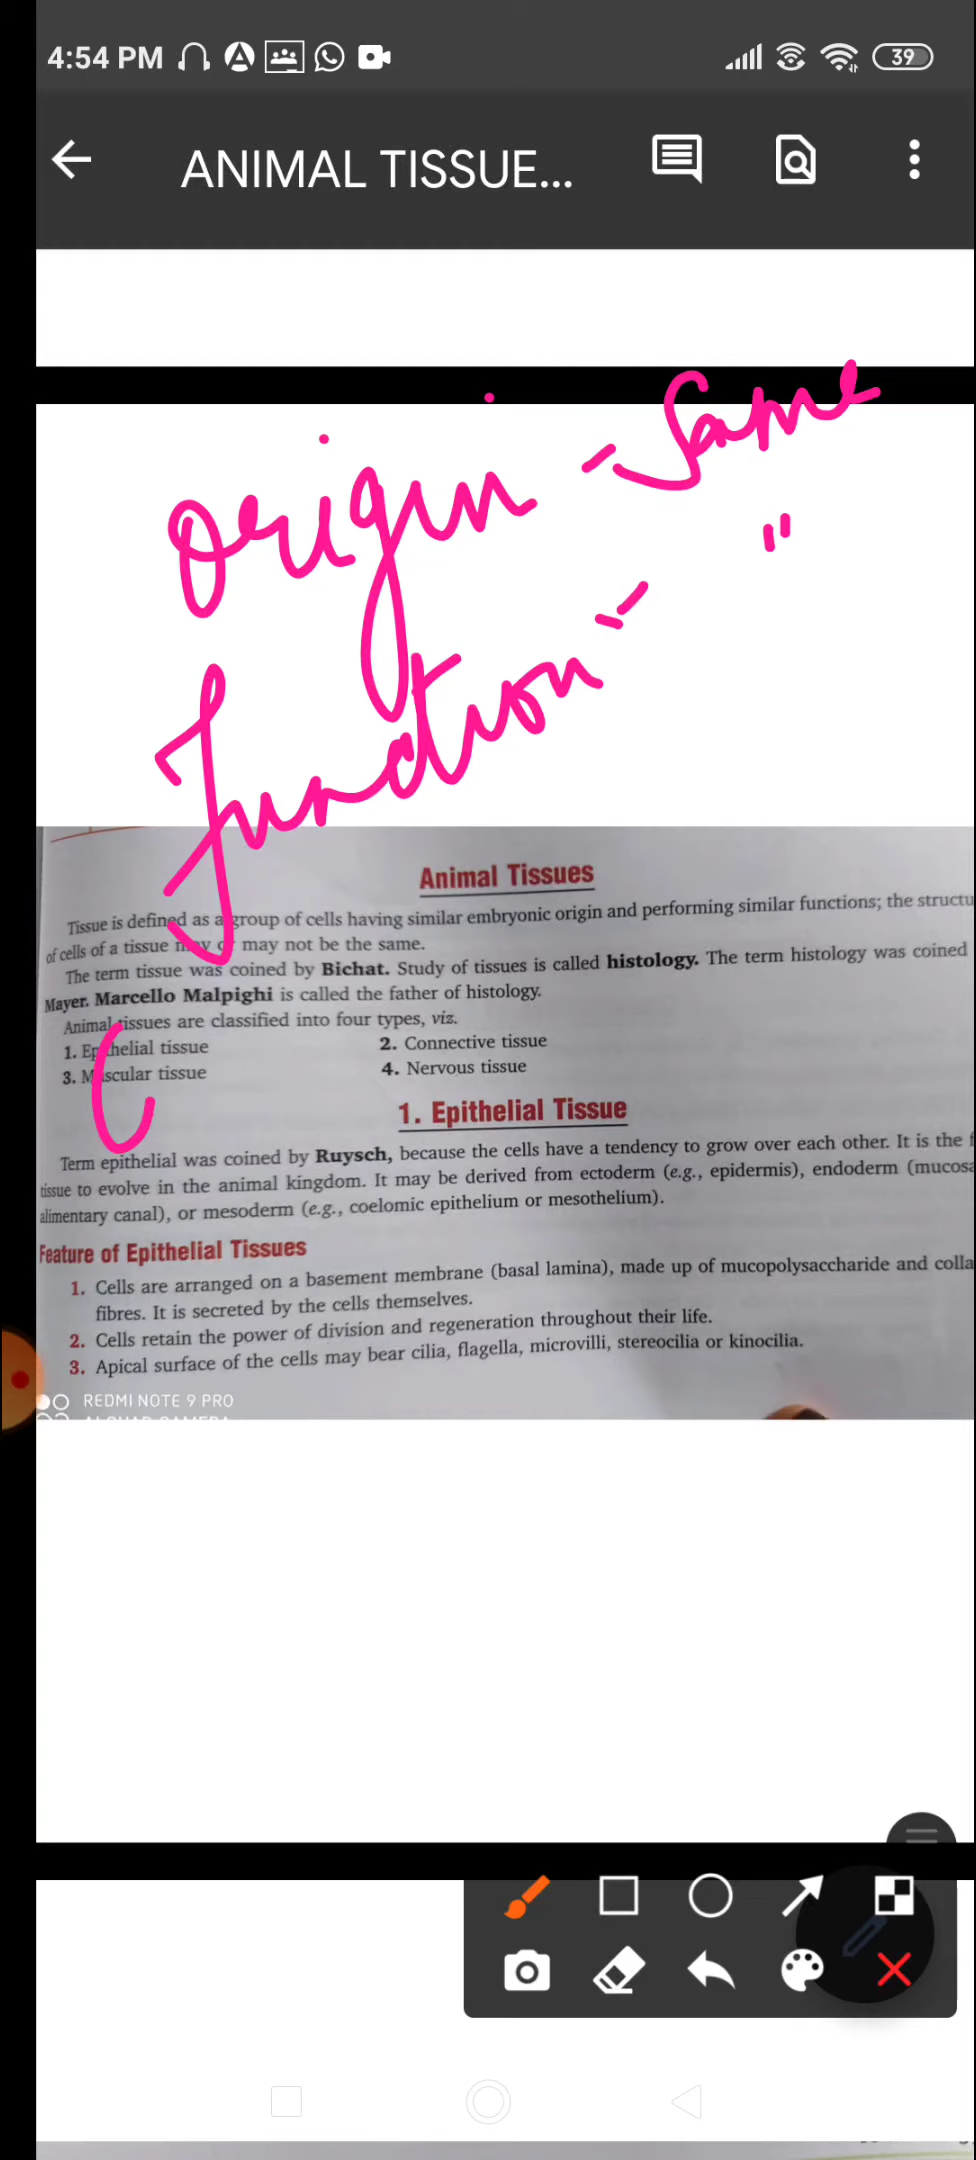 4:54 PM
39
ANIMAL TISSUE...
Origin - Same
Function - "
Animal Tissues
Tissue is defined as a group of cells having similar embryonic origin and performing similar functions; the structu
of cells of a tissue may or may not be the same.
The term tissue was coined by Bichat. Study of tissues is called histology. The term histology was coined
Mayer. Marcello Malpighi is called the father of histology.
Animal tissues are classified into four types, viz.
1. Epithelial tissue 2. Connective tissue
3. Muscular tissue 4. Nervous tissue
1. Epithelial Tissue
Term epithelial was coined by Ruysch, because the cells have a tendency to grow over each other. It is the f
tissue to evolve in the animal kingdom. It may be derived from ectoderm (e.g., epidermis), endoderm (mucosa
alimentary canal), or mesoderm (e.g., coelomic epithelium or mesothelium).
Feature of Epithelial Tissues
1. Cells are arranged on a basement membrane (basal lamina), made up of mucopolysaccharide and colla
fibres. It is secreted by the cells themselves.
2. Cells retain the power of division and regeneration throughout their life.
3. Apical surface of the cells may bear cilia, flagella, microvilli, stereocilia or kinocilia.
REDMI NOTE 9 PRO